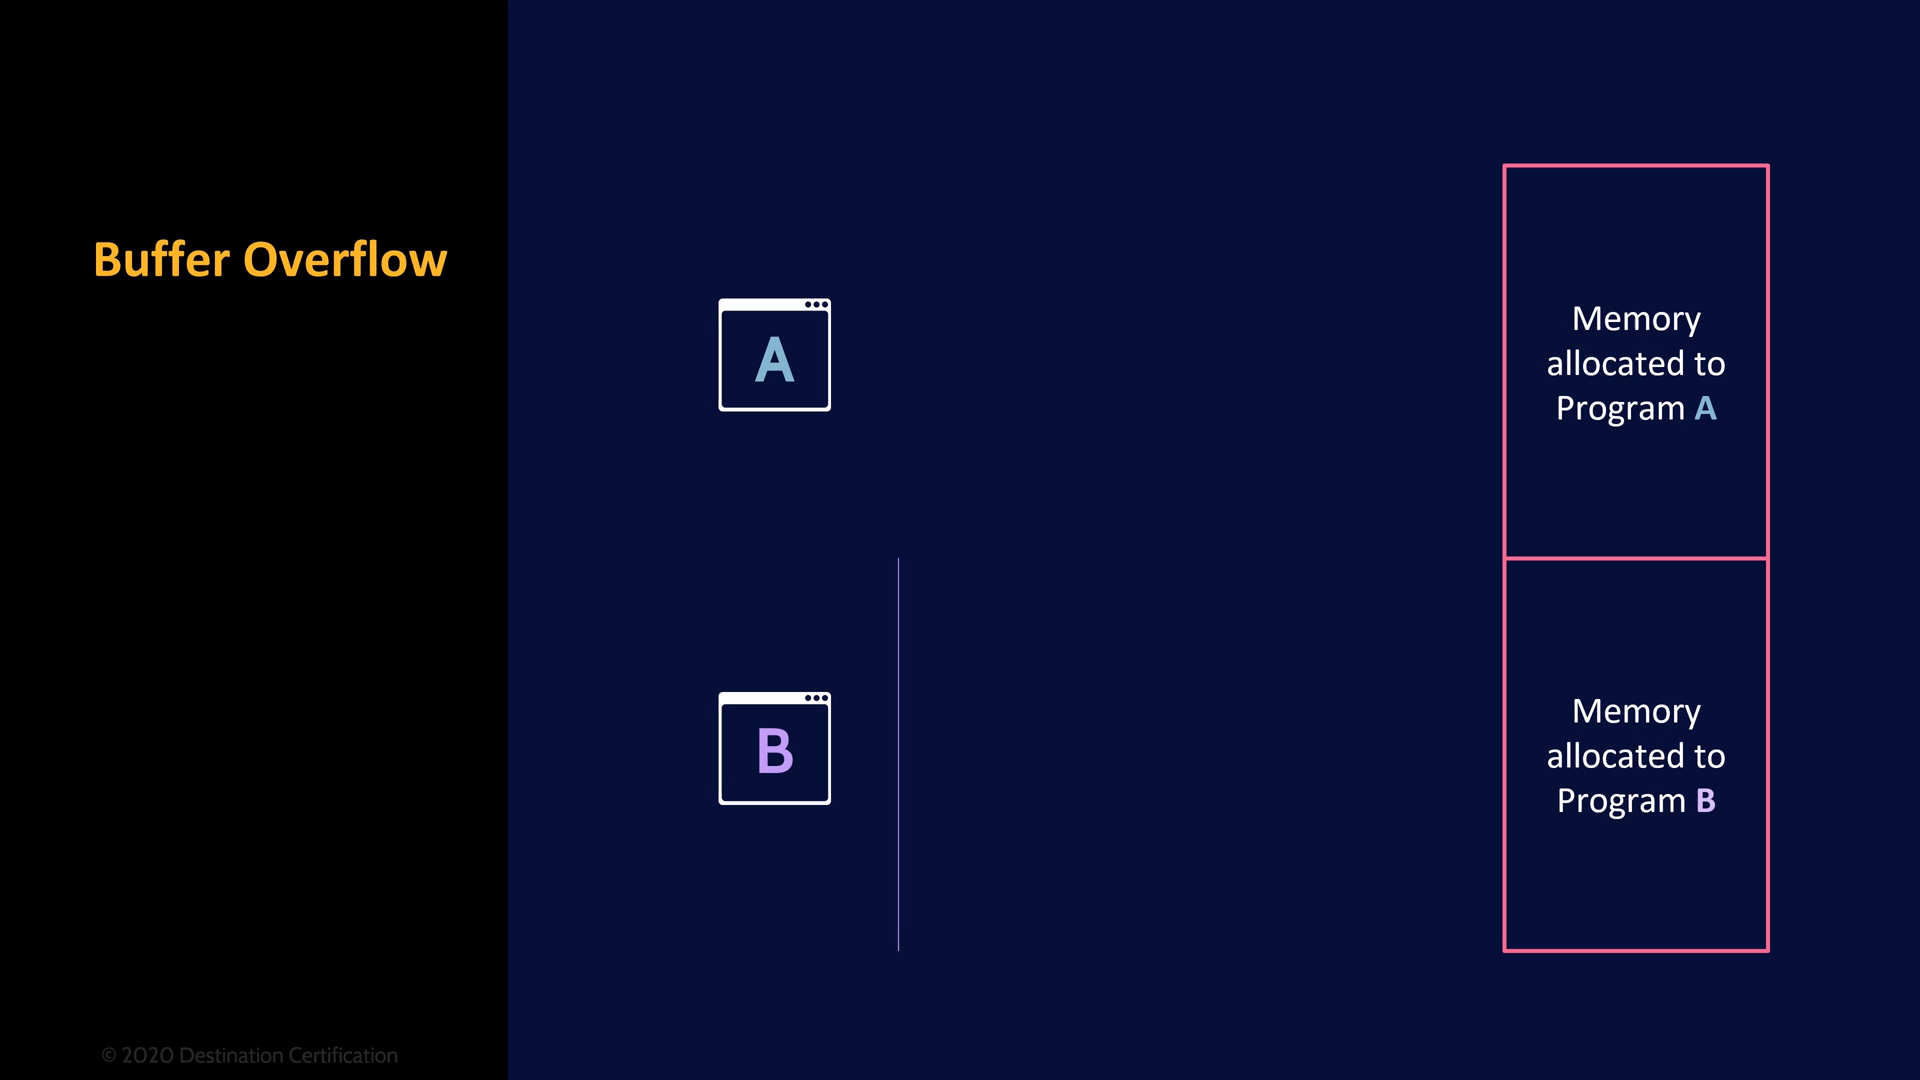 Buffer Overflow
A
Memory
allocated to
Program A
B
Memory
allocated to
Program B
© 2020 Destination Certification